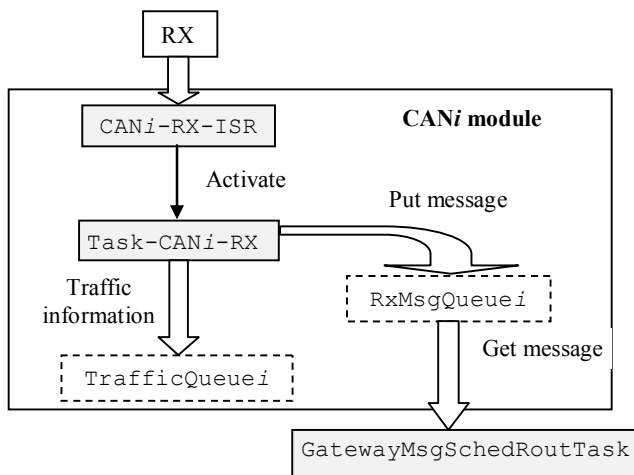 RX
CANi-RX-ISR
CANi module
Activate
Put message
Task-CANi-RX
Traffic
information
RxMsgQueuei
Get message
TrafficQueuei
GatewayMsgSchedRoutTask